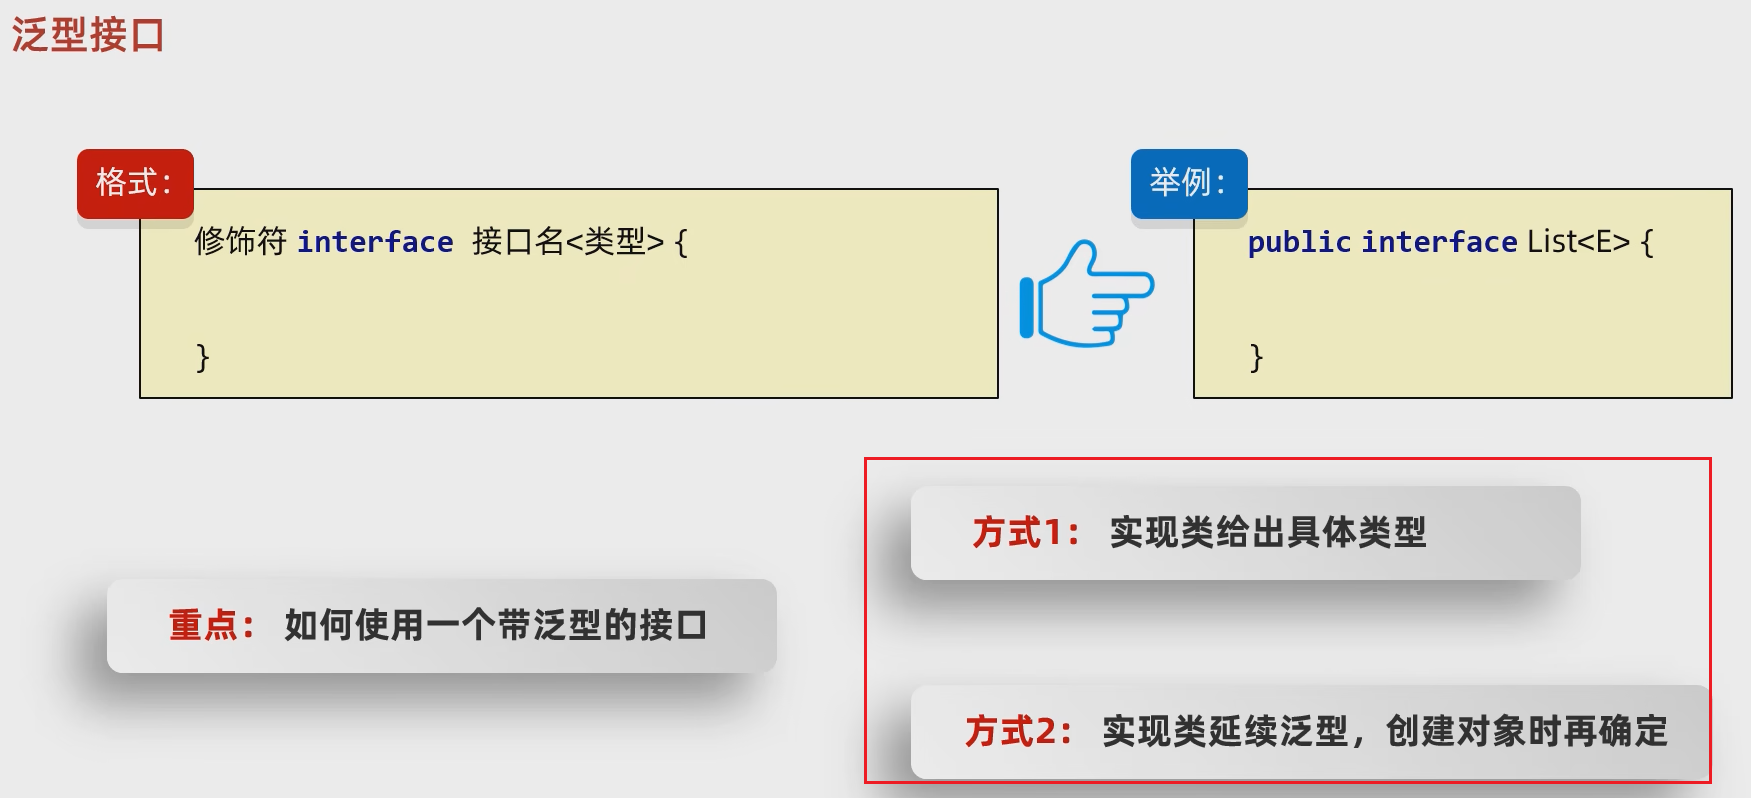 泛型接口
格式：
修饰符 interface 接口名<类型> {
}
举例：
public interface List<E> {
}
重点： 如何使用一个带泛型的接口
方式1： 实现类给出具体类型
方式2： 实现类延续泛型，创建对象时再确定